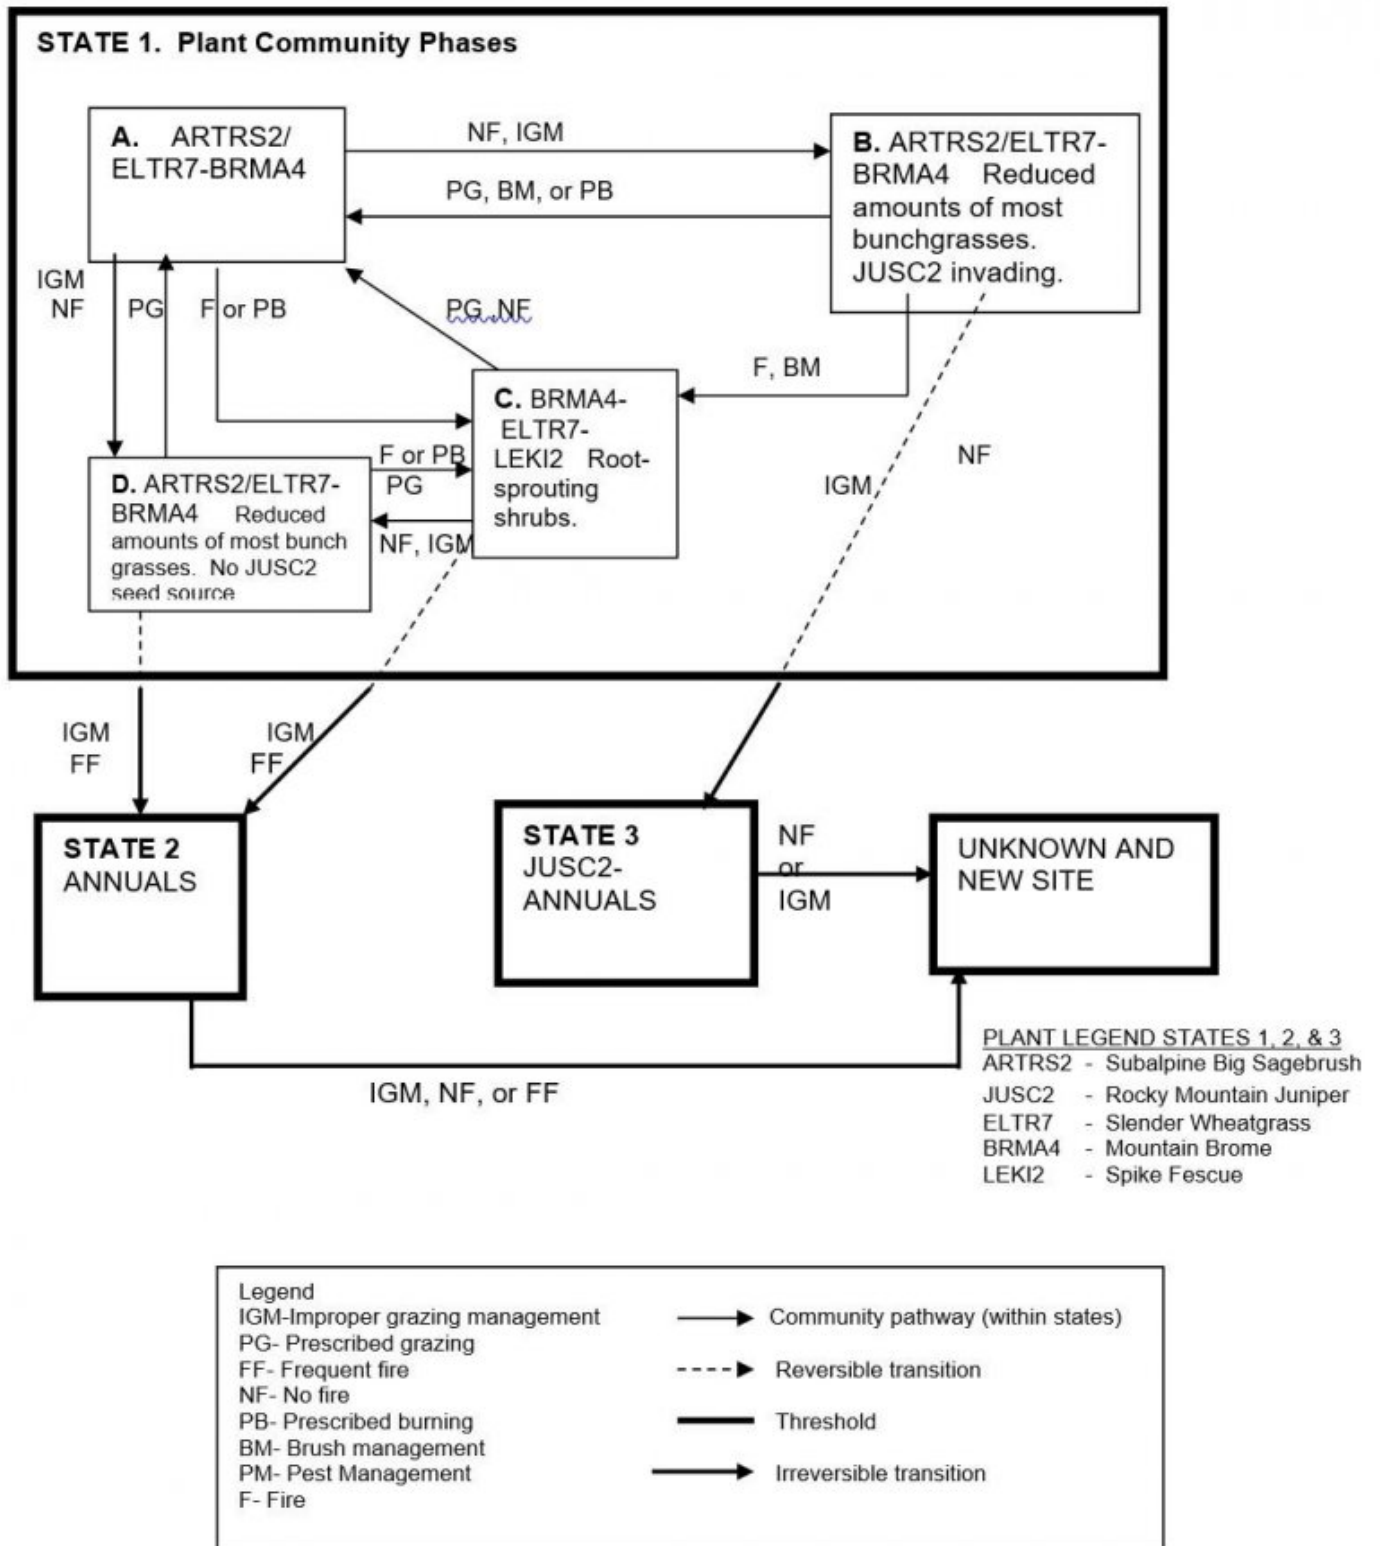 STATE 1. Plant Community Phases
A. ARTRS2/
ELTR7-BRMA4
NF, IGM
PG, BM, or PB
B. ARTRS2/ELTR7-
BRMA4 Reduced
amounts of most
bunchgrasses.
JUSC2 invading.
IGM
NF
PG
F or PB
PG ,NF
F, BM
C. BRMA4-
ELTR7-
LEKI2 Root-
sprouting
shrubs.
F or PB
PG
NF, IGM
D. ARTRS2/ELTR7-
BRMA4 Reduced
amounts of most bunch
grasses. No JUSC2
seed source
IGM
NF
IGM
FF
IGM
FF
STATE 2
ANNUALS
STATE 3
JUSC2-
ANNUALS
NF
or
IGM
UNKNOWN AND
NEW SITE
IGM, NF, or FF
PLANT LEGEND STATES 1, 2, & 3
ARTRS2 - Subalpine Big Sagebrush
JUSC2 - Rocky Mountain Juniper
ELTR7 - Slender Wheatgrass
BRMA4 - Mountain Brome
LEKI2 - Spike Fescue
Legend
IGM-Improper grazing management
PG- Prescribed grazing
FF- Frequent fire
NF- No fire
PB- Prescribed burning
BM- Brush management
PM- Pest Management
F- Fire
Community pathway (within states)
Reversible transition
Threshold
Irreversible transition